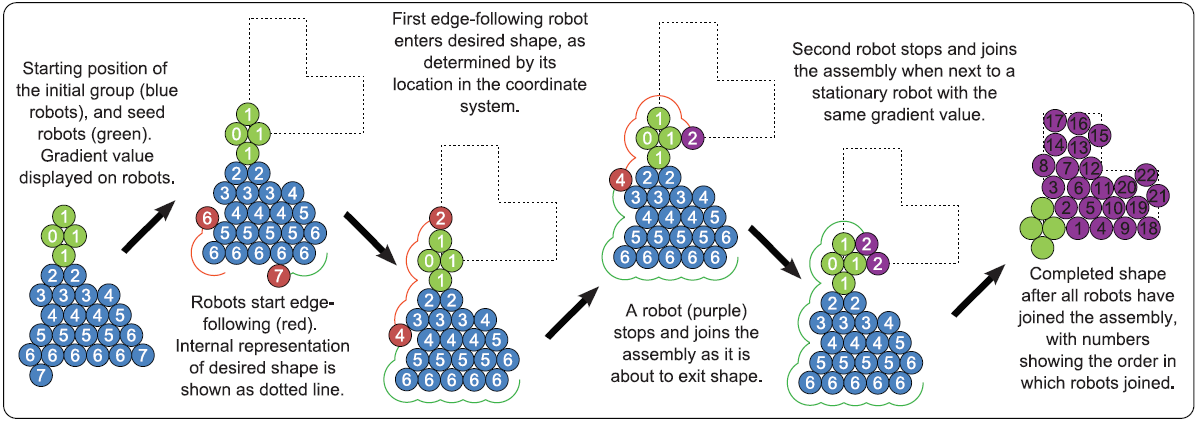 Starting position of
the initial group (blue
robots), and seed
robots (green).
Gradient value
displayed on robots.
1
0 1
1
2 2
3 3 3 4
4 4 4 5
5 5 5 5 6
6 6 6 6 6 7
7
1
0 1
1
2 2
3 3 3 4
6 4 4 4 5
5 5 5 5 6
6 6 6 6 6
7
Robots start edge-
following (red).
Internal representation
of desired shape is
shown as dotted line.
First edge-following robot
enters desired shape, as
determined by its
location in the coordinate
system.
2
1
0 1
1
2 2
3 3 3 4
4 4 4 4 5
5 5 5 5 6
6 6 6 6 6
1
0 1 2
1
4 2 2
3 3 3 4
4 4 4 5
5 5 5 5 6
6 6 6 6
A robot (purple)
stops and joins the
assembly as it is
about to exit shape.
Second robot stops and joins
the assembly when next to a
stationary robot with the
same gradient value.
1 2
0 1 2
1
2 2
3 3 3 4
4 4 4 5
5 5 5 5 6
6 6 6 6
17 16
15
14 13
8 7 12 22
3 6 11 20 21
2 5 10 19
1 4 9 18
Completed shape
after all robots have
joined the assembly,
with numbers
showing the order in
which robots joined.